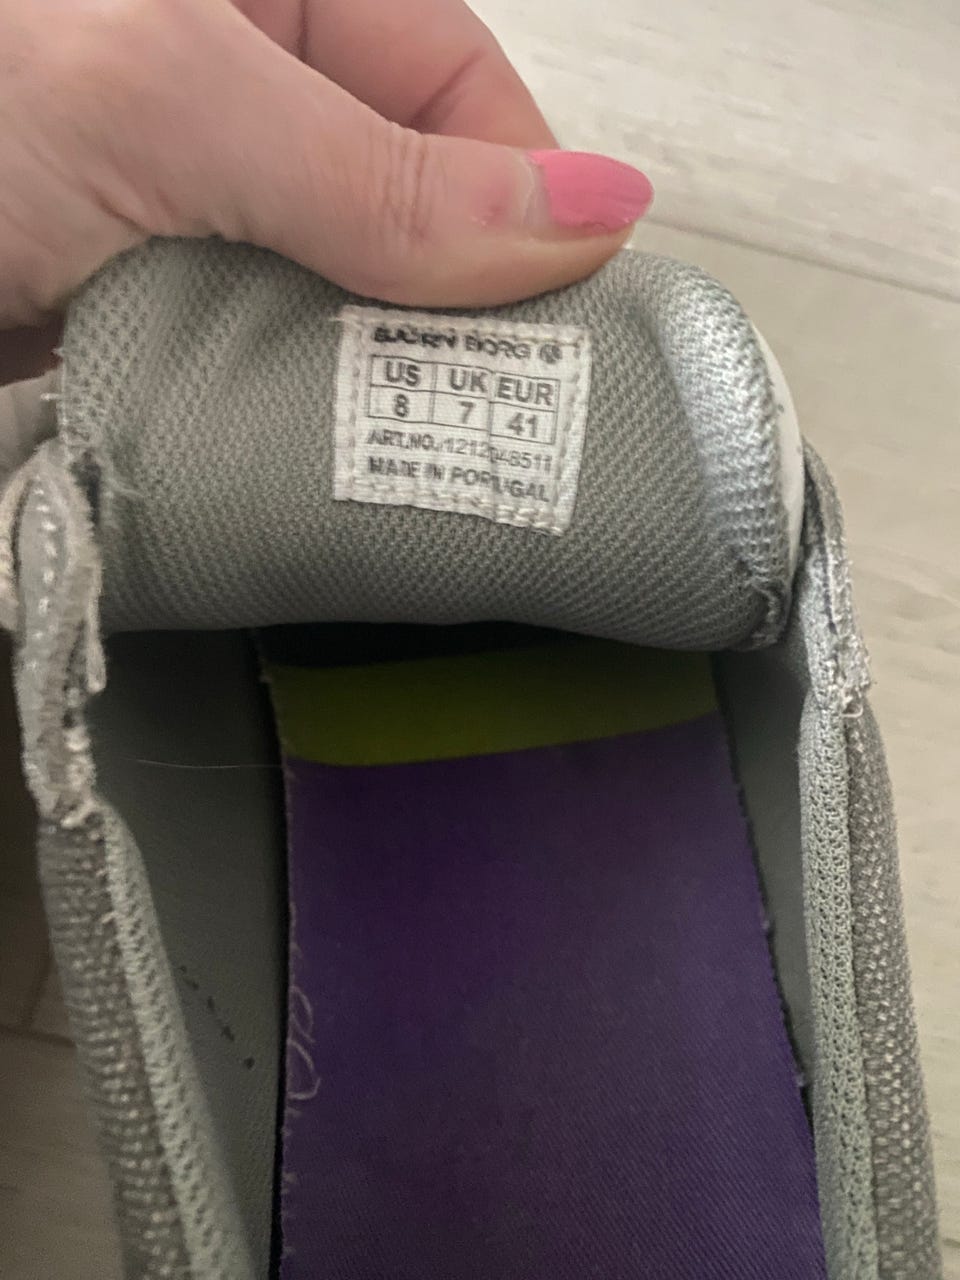 BJÖRN BORG
US UK EUR
8 7 41
ART.NO.:1212048511
MADE IN PORTUGAL